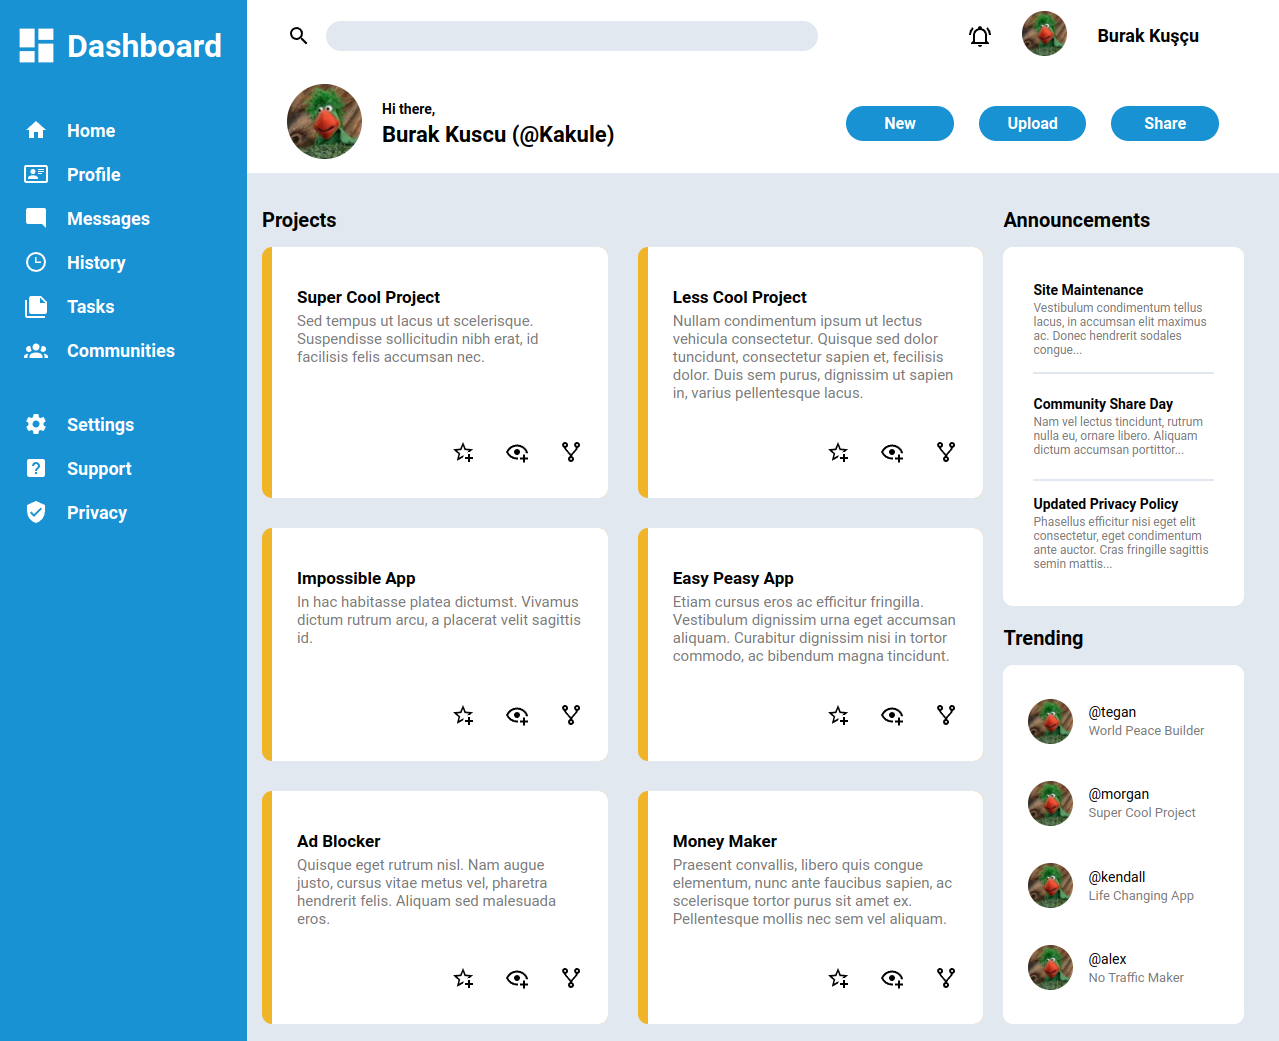 Dashboard
Home
Profile
Messages
History
Tasks
Communities
Settings
Support
Privacy
Burak Kuşçu
Hi there,
Burak Kuscu (@Kakule)
New
Upload
Share
Projects
Super Cool Project
Sed tempus ut lacus ut scelerisque.
Suspendisse sollicitudin nibh erat, id
facilisis felis accumsan nec.
Less Cool Project
Nullam condimentum ipsum ut lectus
vehicula consectetur. Quisque sed dolor
tuncidunt, consectetur sapien et, fecilisis
dolor. Duis sem purus, dignissim ut sapien
in, varius pellentesque lacus.
Impossible App
In hac habitasse platea dictumst. Vivamus
dictum rutrum arcu, a placerat velit sagittis
id.
Easy Peasy App
Etiam cursus eros ac efficitur fringilla.
Vestibulum dignissim urna eget accumsan
aliquam. Curabitur dignissim nisi in tortor
commodo, ac bibendum magna tincidunt.
Ad Blocker
Quisque eget rutrum nisl. Nam augue
justo, cursus vitae metus vel, pharetra
hendrerit felis. Aliquam sed malesuada
eros.
Money Maker
Praesent convallis, libero quis congue
elementum, nunc ante faucibus sapien, ac
scelerisque tortor purus sit amet ex.
Pellentesque mollis nec sem vel aliquam.
Announcements
Site Maintenance
Vestibulum condimentum tellus
lacus, in accumsan elit maximus
ac. Donec hendrerit sodales
congue...
Community Share Day
Nam vel lectus tincidunt, rutrum
nulla eu, ornare libero. Aliquam
dictum accumsan portittor...
Updated Privacy Policy
Phasellus efficitur nisi eget elit
consectetur, eget condimentum
ante auctor. Cras fringille sagittis
semin mattis...
Trending
@tegan
World Peace Builder
@morgan
Super Cool Project
@kendall
Life Changing App
@alex
No Traffic Maker